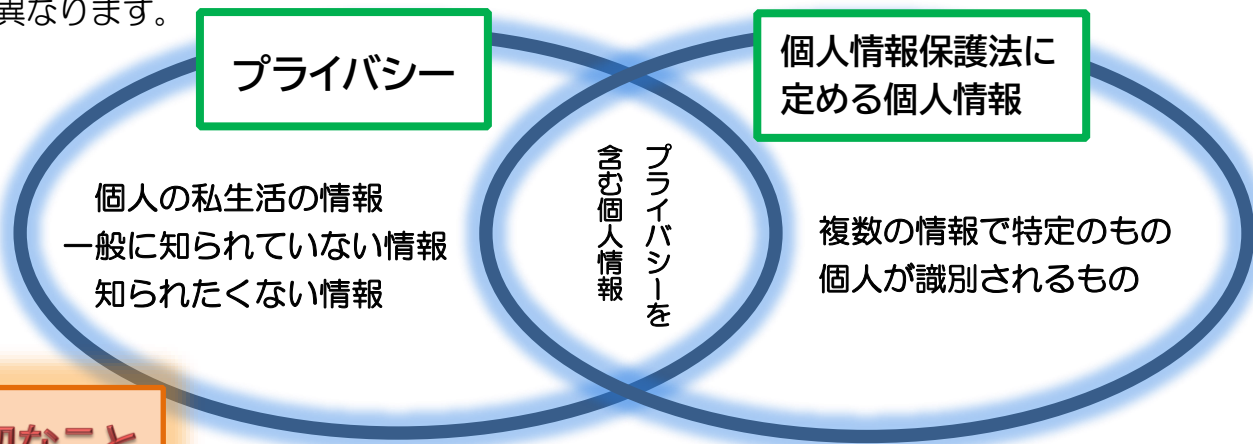 異なります。
プライバシー
個人情報保護法に
定める個人情報
個人の私生活の情報
一般に知られていない情報
知られたくない情報
プライバシーを
含む個人情報
複数の情報で特定のもの
個人が識別されるもの
なこと